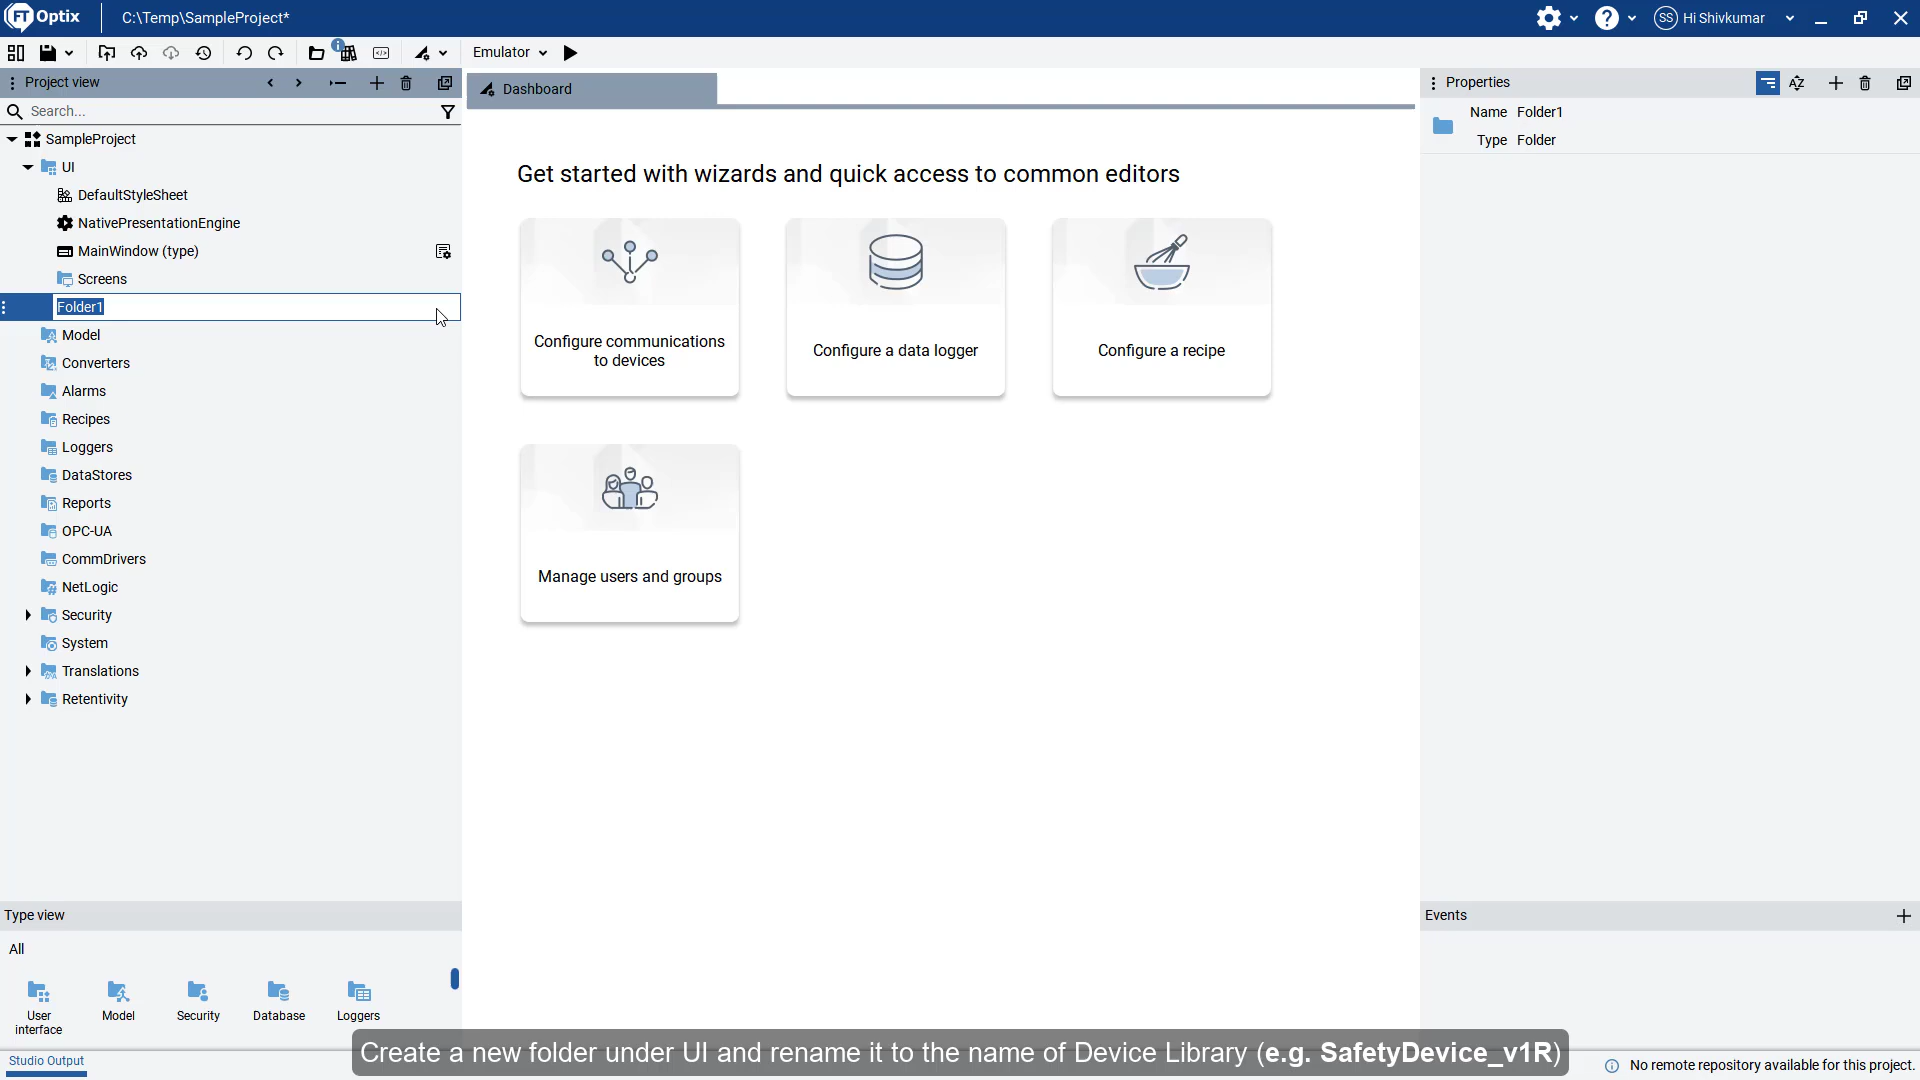 FT Optix
C:\Temp\SampleProject*
SS Hi Shivkumar
Emulator
Project view
Search...
SampleProject
UI
DefaultStyleSheet
NativePresentationEngine
MainWindow (type)
Screens
Folder1
Model
Converters
Alarms
Recipes
Loggers
DataStores
Reports
OPC-UA
CommDrivers
NetLogic
Security
System
Translations
Retentivity
Type view
All
User
interface
Model
Security
Database
Loggers
Studio Output
Dashboard
Get started with wizards and quick access to common editors
Configure communications
to devices
Configure a data logger
Configure a recipe
Manage users and groups
Properties
Name Folder1
Type Folder
Events
Create a new folder under UI and rename it to the name of Device Library (e.g. SafetyDevice_v1R)
No remote repository available for this project.